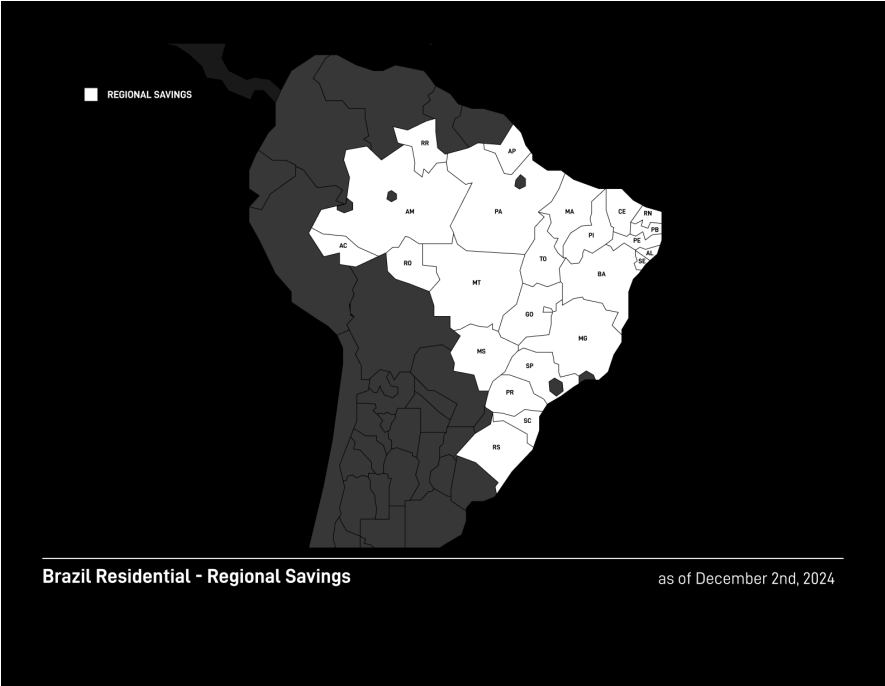 REGIONAL SAVINGS
RR
AP
AM
PA
MA
CE
RN
PB
PI
PE
AL
AC
SE
RO
TO
BA
MT
GO
MG
MS
SP
PR
SC
RS
Brazil Residential - Regional Savings
as of December 2nd, 2024